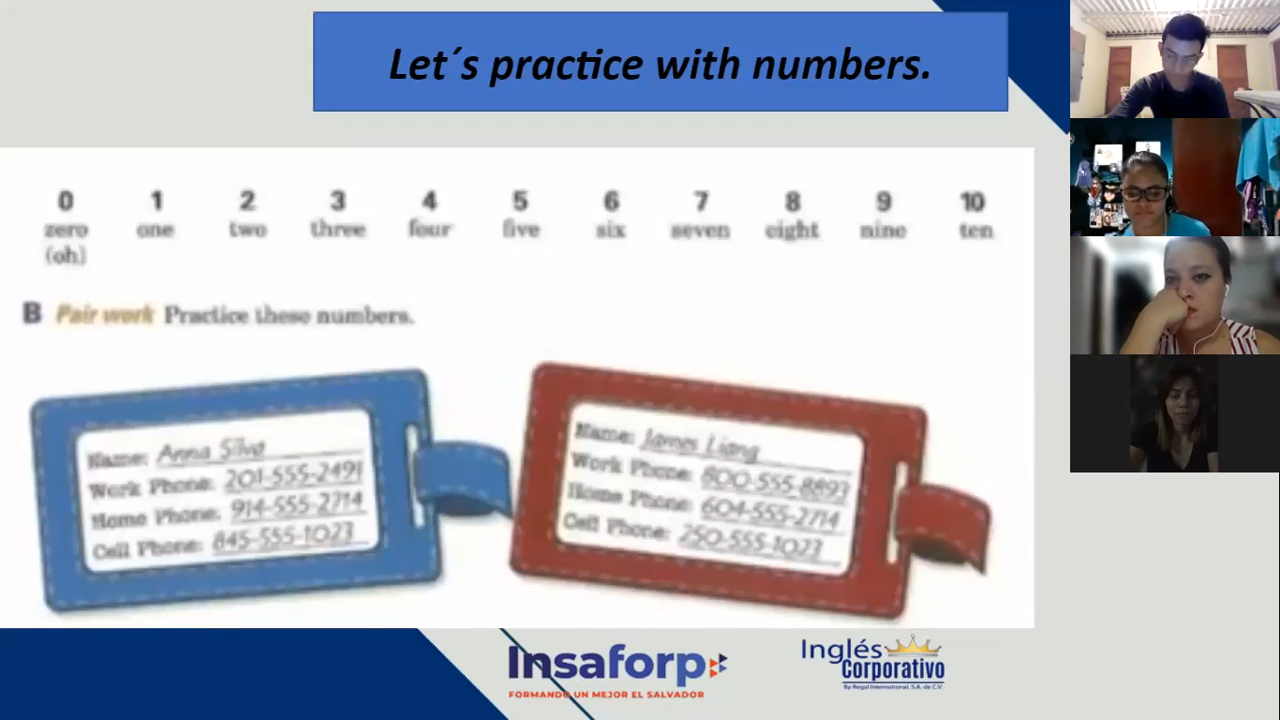 Let´s practice with numbers.
0 1 2 3 4 5 6 7 8 9 10
zero one two three four five six seven eight nine ten
(oh)
B Pair work Practice these numbers.
Name: Anna Silva
Work Phone: 201-555-2491
Home Phone: 914-555-2714
Cell Phone: 845-555-1023
Name: James Liang
Work Phone: 800-555-8893
Home Phone: 604-555-2714
Cell Phone: 250-555-1023
Insaforp
FORMANDO UN MEJOR EL SALVADOR
Inglés
Corporativo
By Regal International, S.A. de C.V.